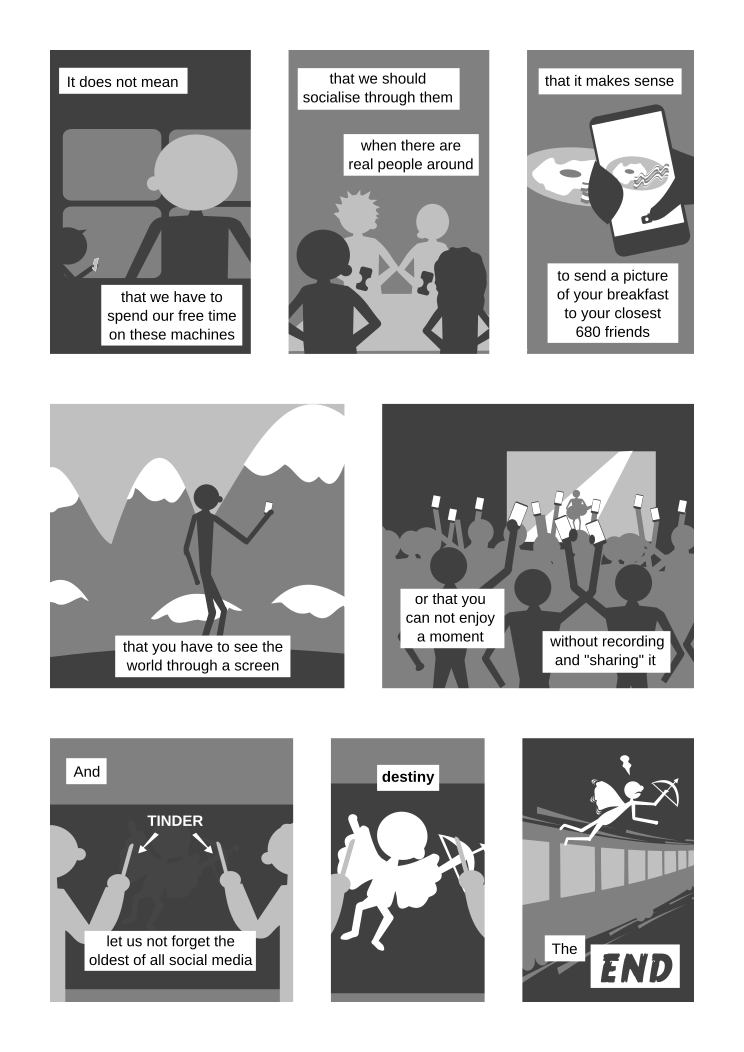 It does not mean
that we have to
spend our free time
on these machines
that we should
socialise through them
when there are
real people around
that it makes sense
to send a picture
of your breakfast
to your closest
680 friends
that you have to see the
world through a screen
or that you
can not enjoy
a moment
without recording
and "sharing" it
And
TINDER
let us not forget the
oldest of all social media
destiny
The
END